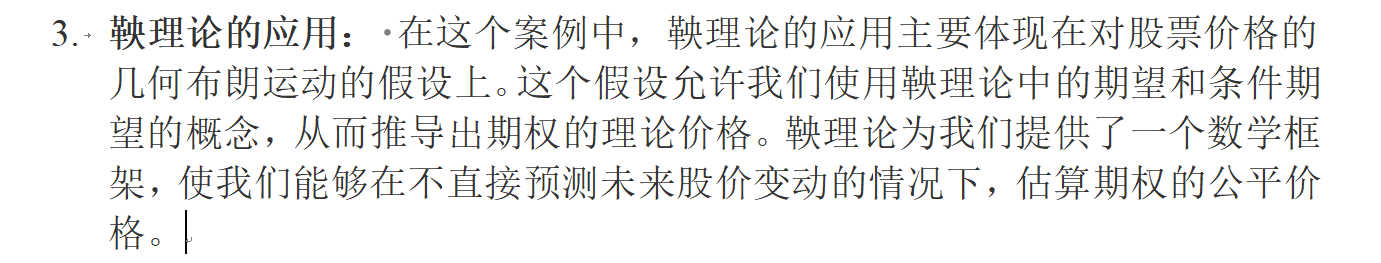 3. 鞅理论的应用：在这个案例中，鞅理论的应用主要体现在对股票价格的
几何布朗运动的假设上。这个假设允许我们使用鞅理论中的期望和条件期
望的概念，从而推导出期权的理论价格。鞅理论为我们提供了一个数学框
架，使我们能够在不直接预测未来股价变动的情况下，估算期权的公平价
格。